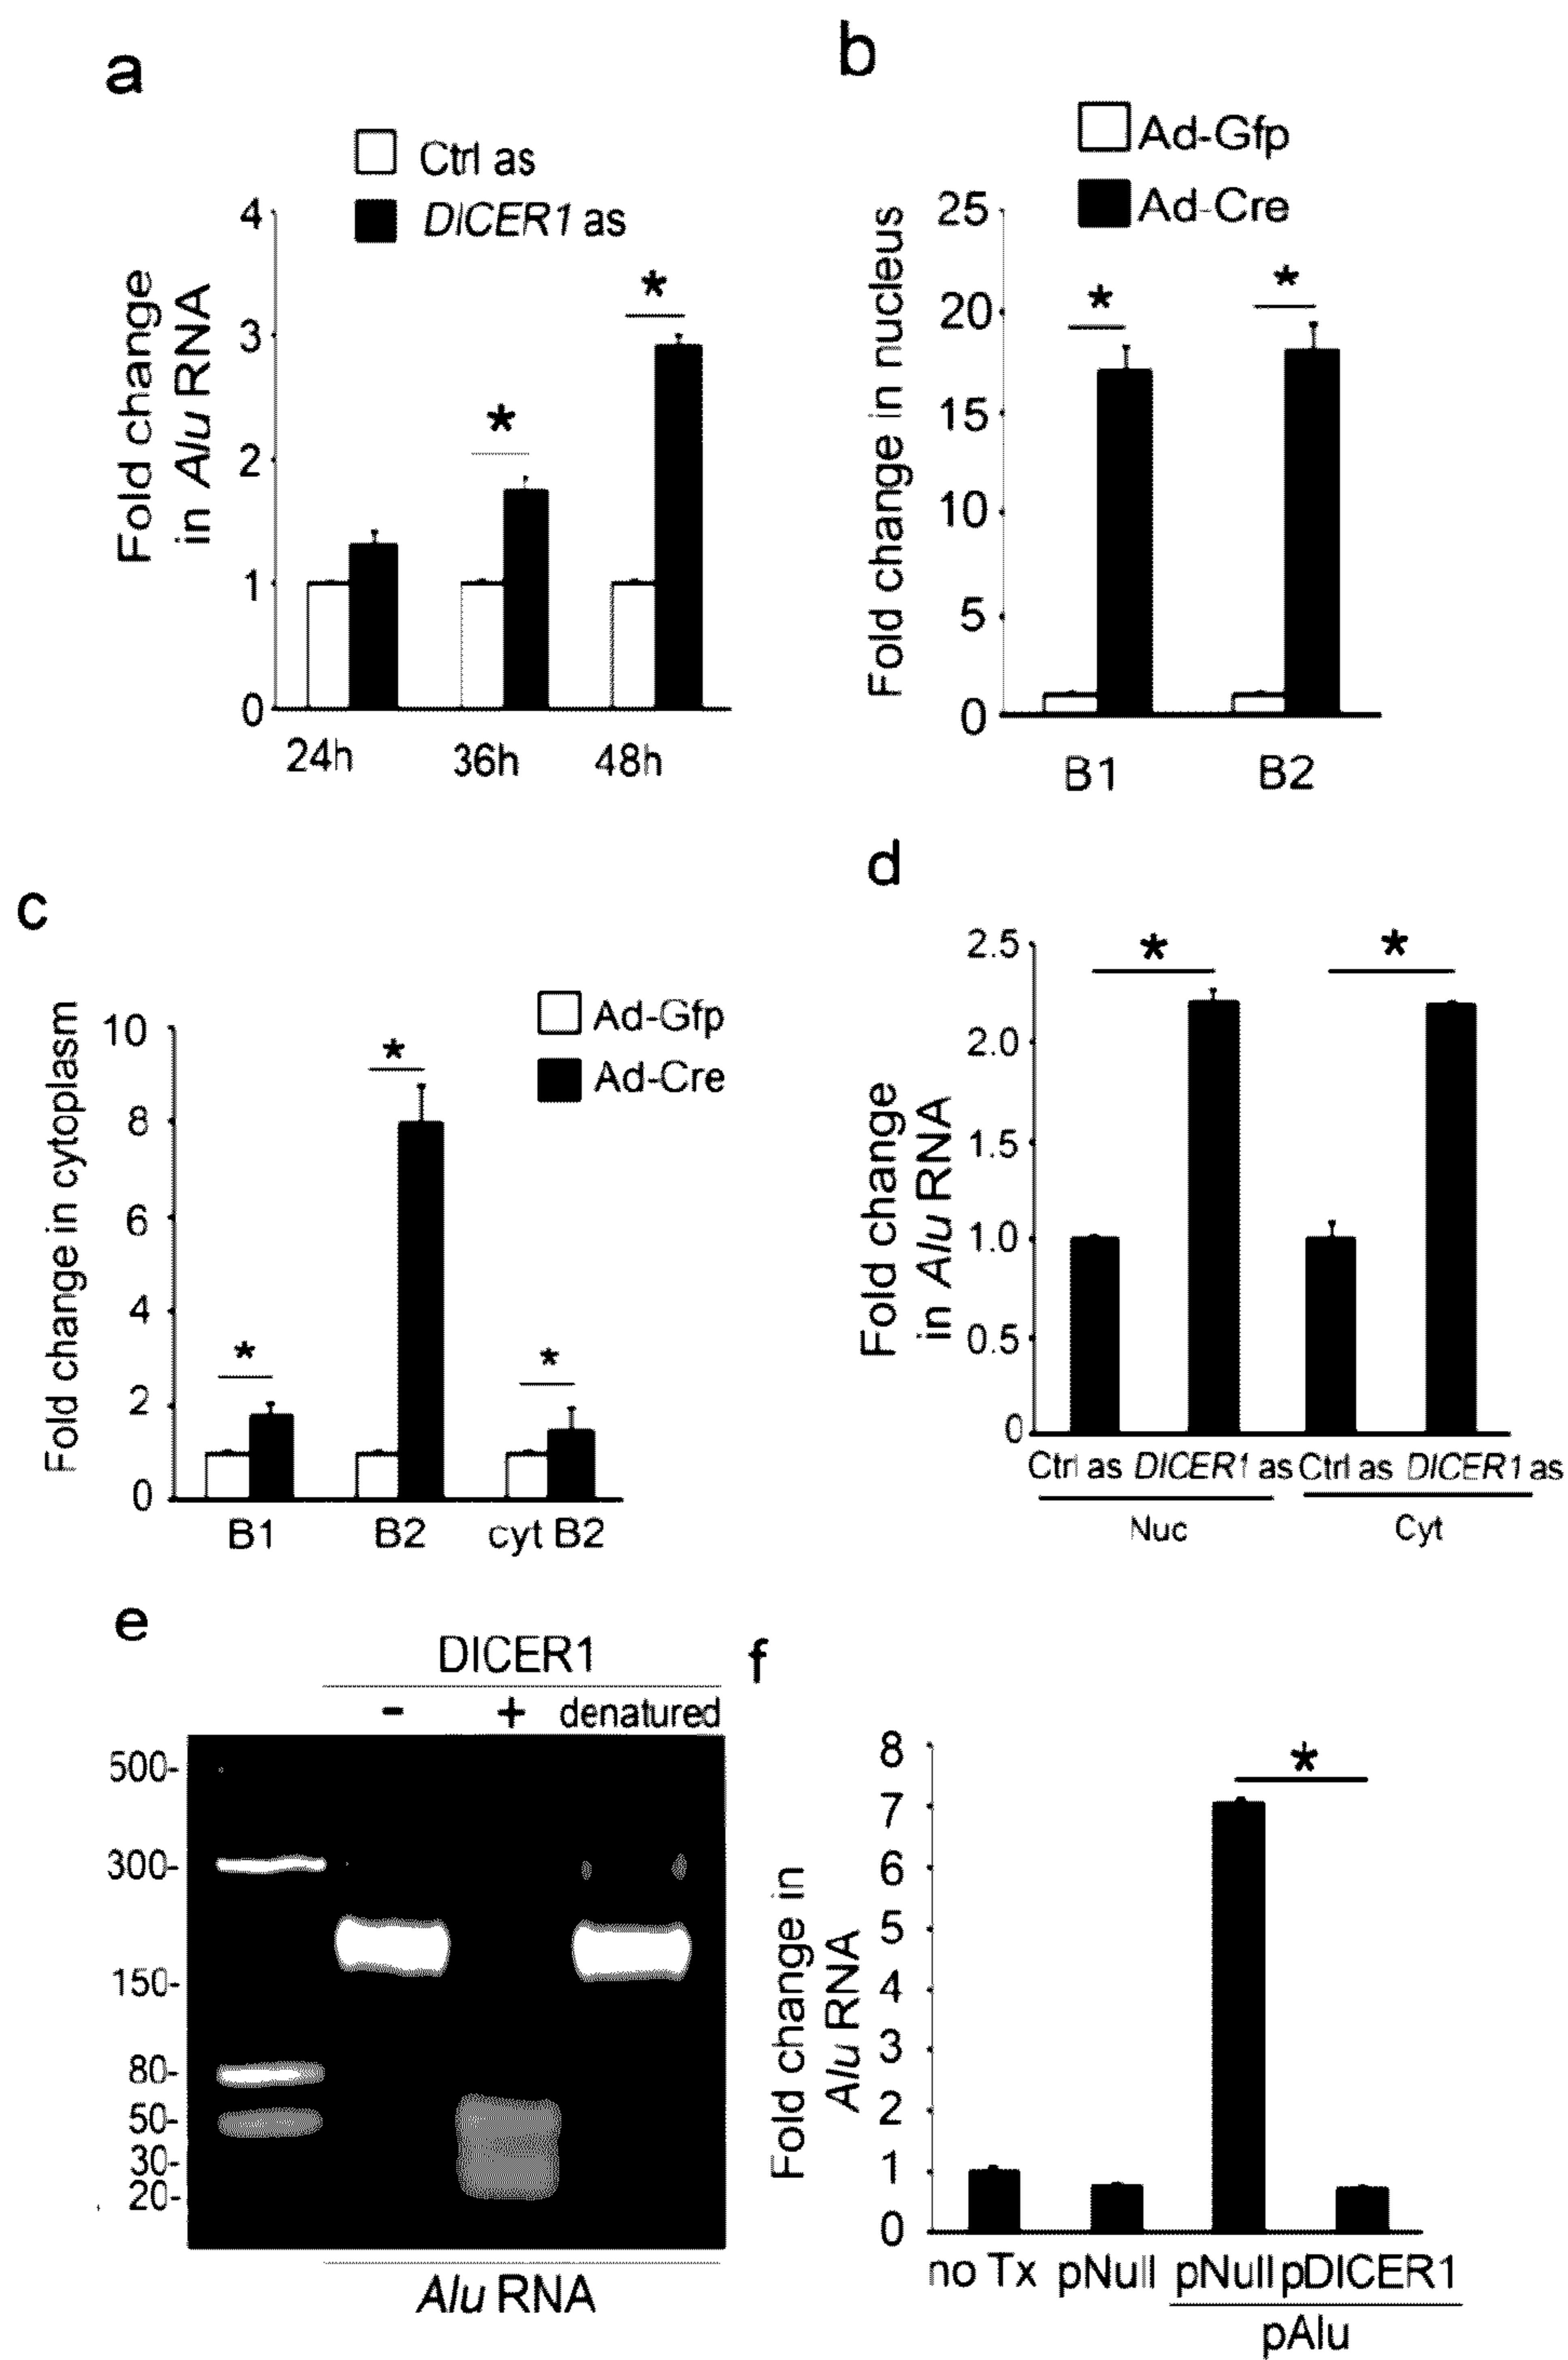 a
Ctrl as
DICER1 as
Fold change
in Alu RNA
4
3
2
1
0
*
*
24h
36h
48h
b
Ad-Gfp
Ad-Cre
Fold change in nucleus
25
20
15
10
5
0
*
*
B1
B2
c
Ad-Gfp
Ad-Cre
Fold change in cytoplasm
10
8
6
4
2
0
*
*
*
B1
B2
cyt B2
d
Fold change
in Alu RNA
2.5
2.0
1.5
1.0
0.5
0
*
*
Ctrl as DICER1 as Ctrl as DICER1 as
Nuc
Cyt
e
DICER1
- + denatured
500-
300-
150-
80-
50-
30-
20-
Alu RNA
f
Fold change in
Alu RNA
8
7
6
5
4
3
2
1
0
*
no Tx pNull pNull pDICER1
pAlu